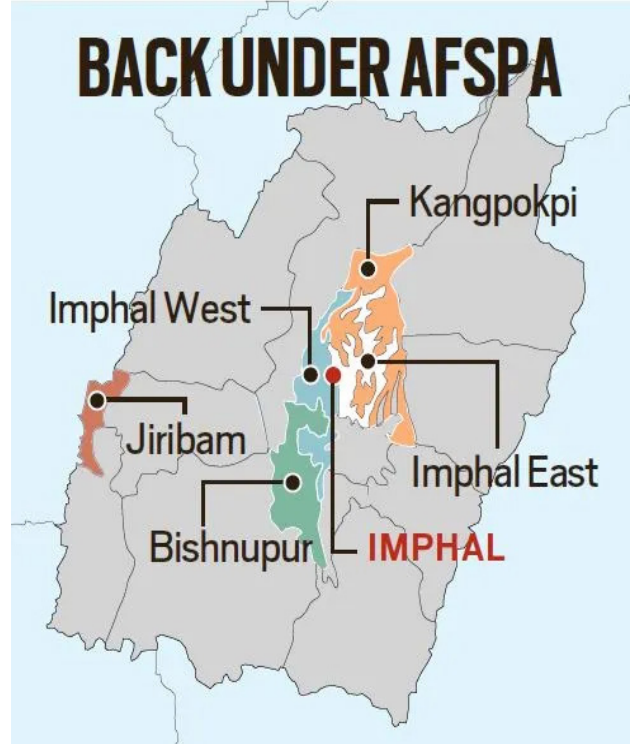 BACK UNDER AFSPA
Kangpokpi
Imphal West
Jiribam
Imphal East
Bishnupur
IMPHAL